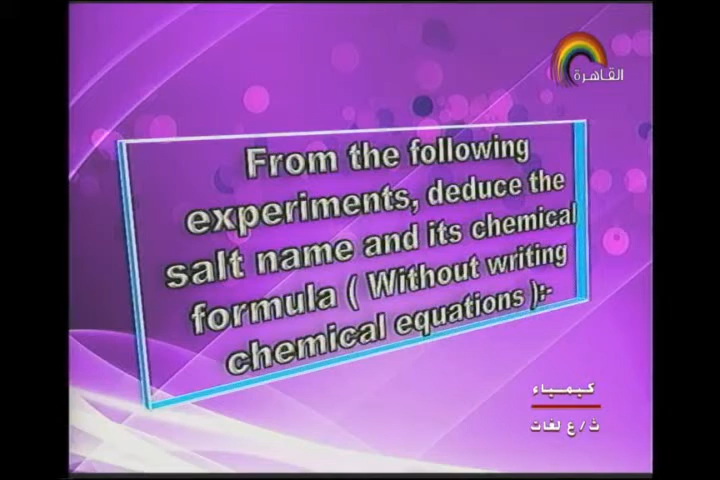 القاهرة
From the following
experiments, deduce the
salt name and its chemical
formula ( Without writing
chemical equations ):-
كيمياء
ث/ع لغات